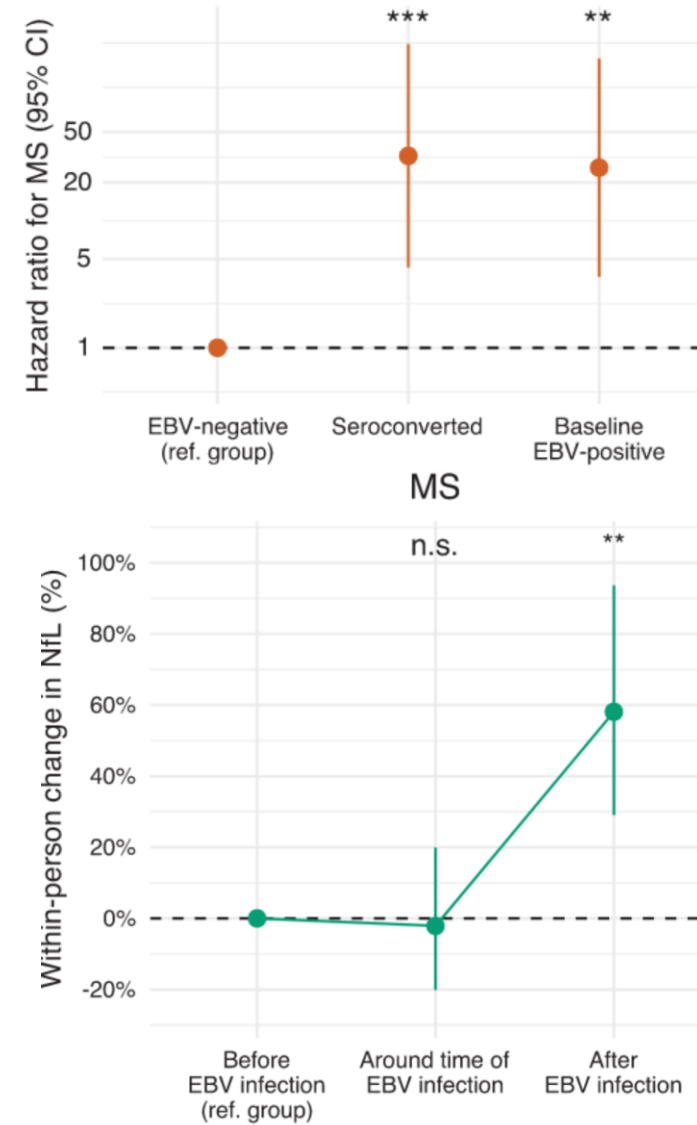 Hazard ratio for MS (95% CI)
***
**
50
20
5
1
EBV-negative
(ref. group)
Seroconverted
Baseline
EBV-positive
MS
Within-person change in NfL (%)
n.s.
**
100%
80%
60%
40%
20%
0%
-20%
Before
EBV infection
(ref. group)
Around time of
EBV infection
After
EBV infection